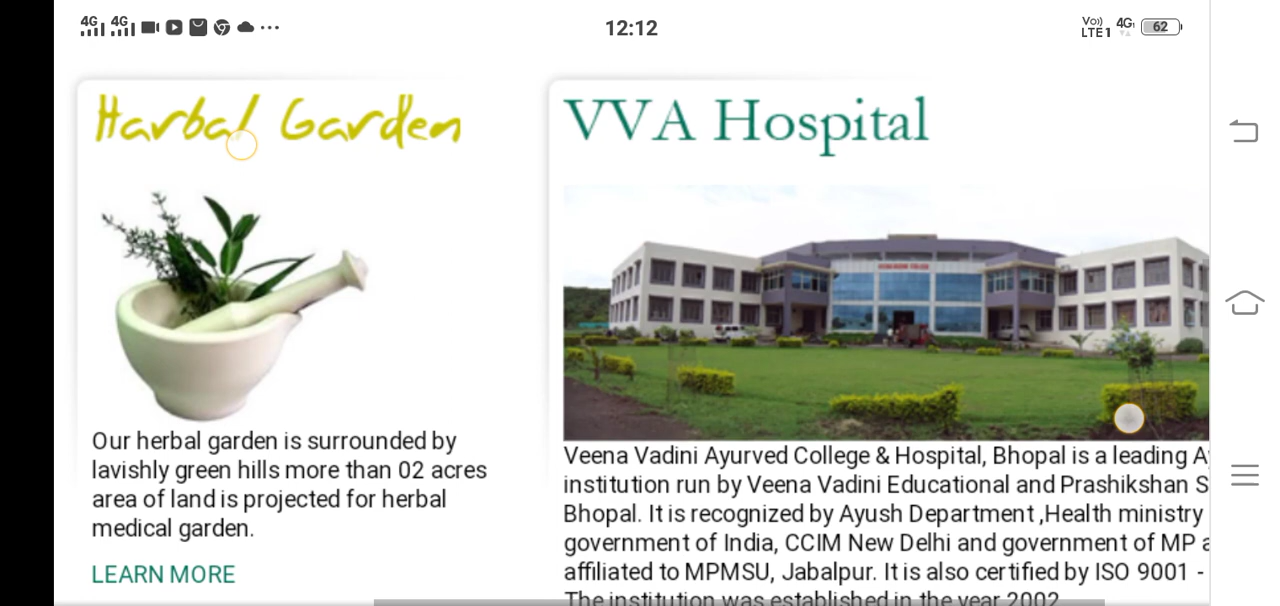 4G 4G
12:12
Vo)) LTE1 4G 62
Harbal Garden
Our herbal garden is surrounded by
lavishly green hills more than 02 acres
area of land is projected for herbal
medical garden.
LEARN MORE
VVA Hospital
Veena Vadini Ayurved College & Hospital, Bhopal is a leading A
institution run by Veena Vadini Educational and Prashikshan S
Bhopal. It is recognized by Ayush Department ,Health ministry
government of India, CCIM New Delhi and government of MP a
affiliated to MPMSU, Jabalpur. It is also certified by ISO 9001 -
The institution was established in the year 2002